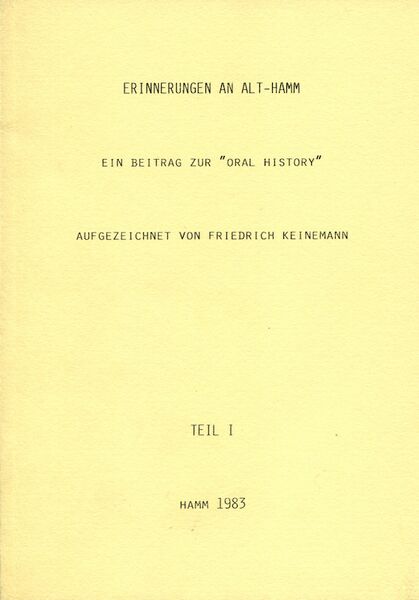 ERINNERUNGEN AN ALT-HAMM
EIN BEITRAG ZUR "ORAL HISTORY"
AUFGEZEICHNET VON FRIEDRICH KEINEMANN
TEIL I
HAMM 1983